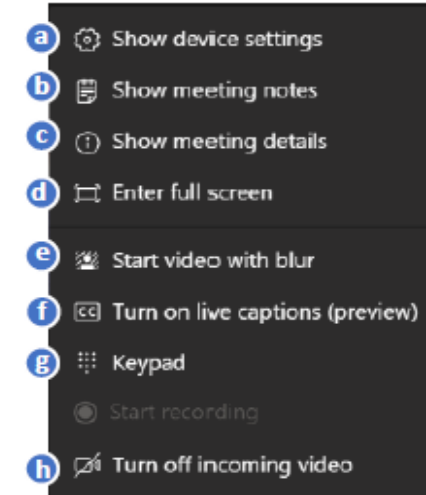 a Show device settings
b Show meeting notes
c Show meeting details
d Enter full screen
e Start video with blur
f CC Turn on live captions (preview)
g Keypad
Start recording
h Turn off incoming video